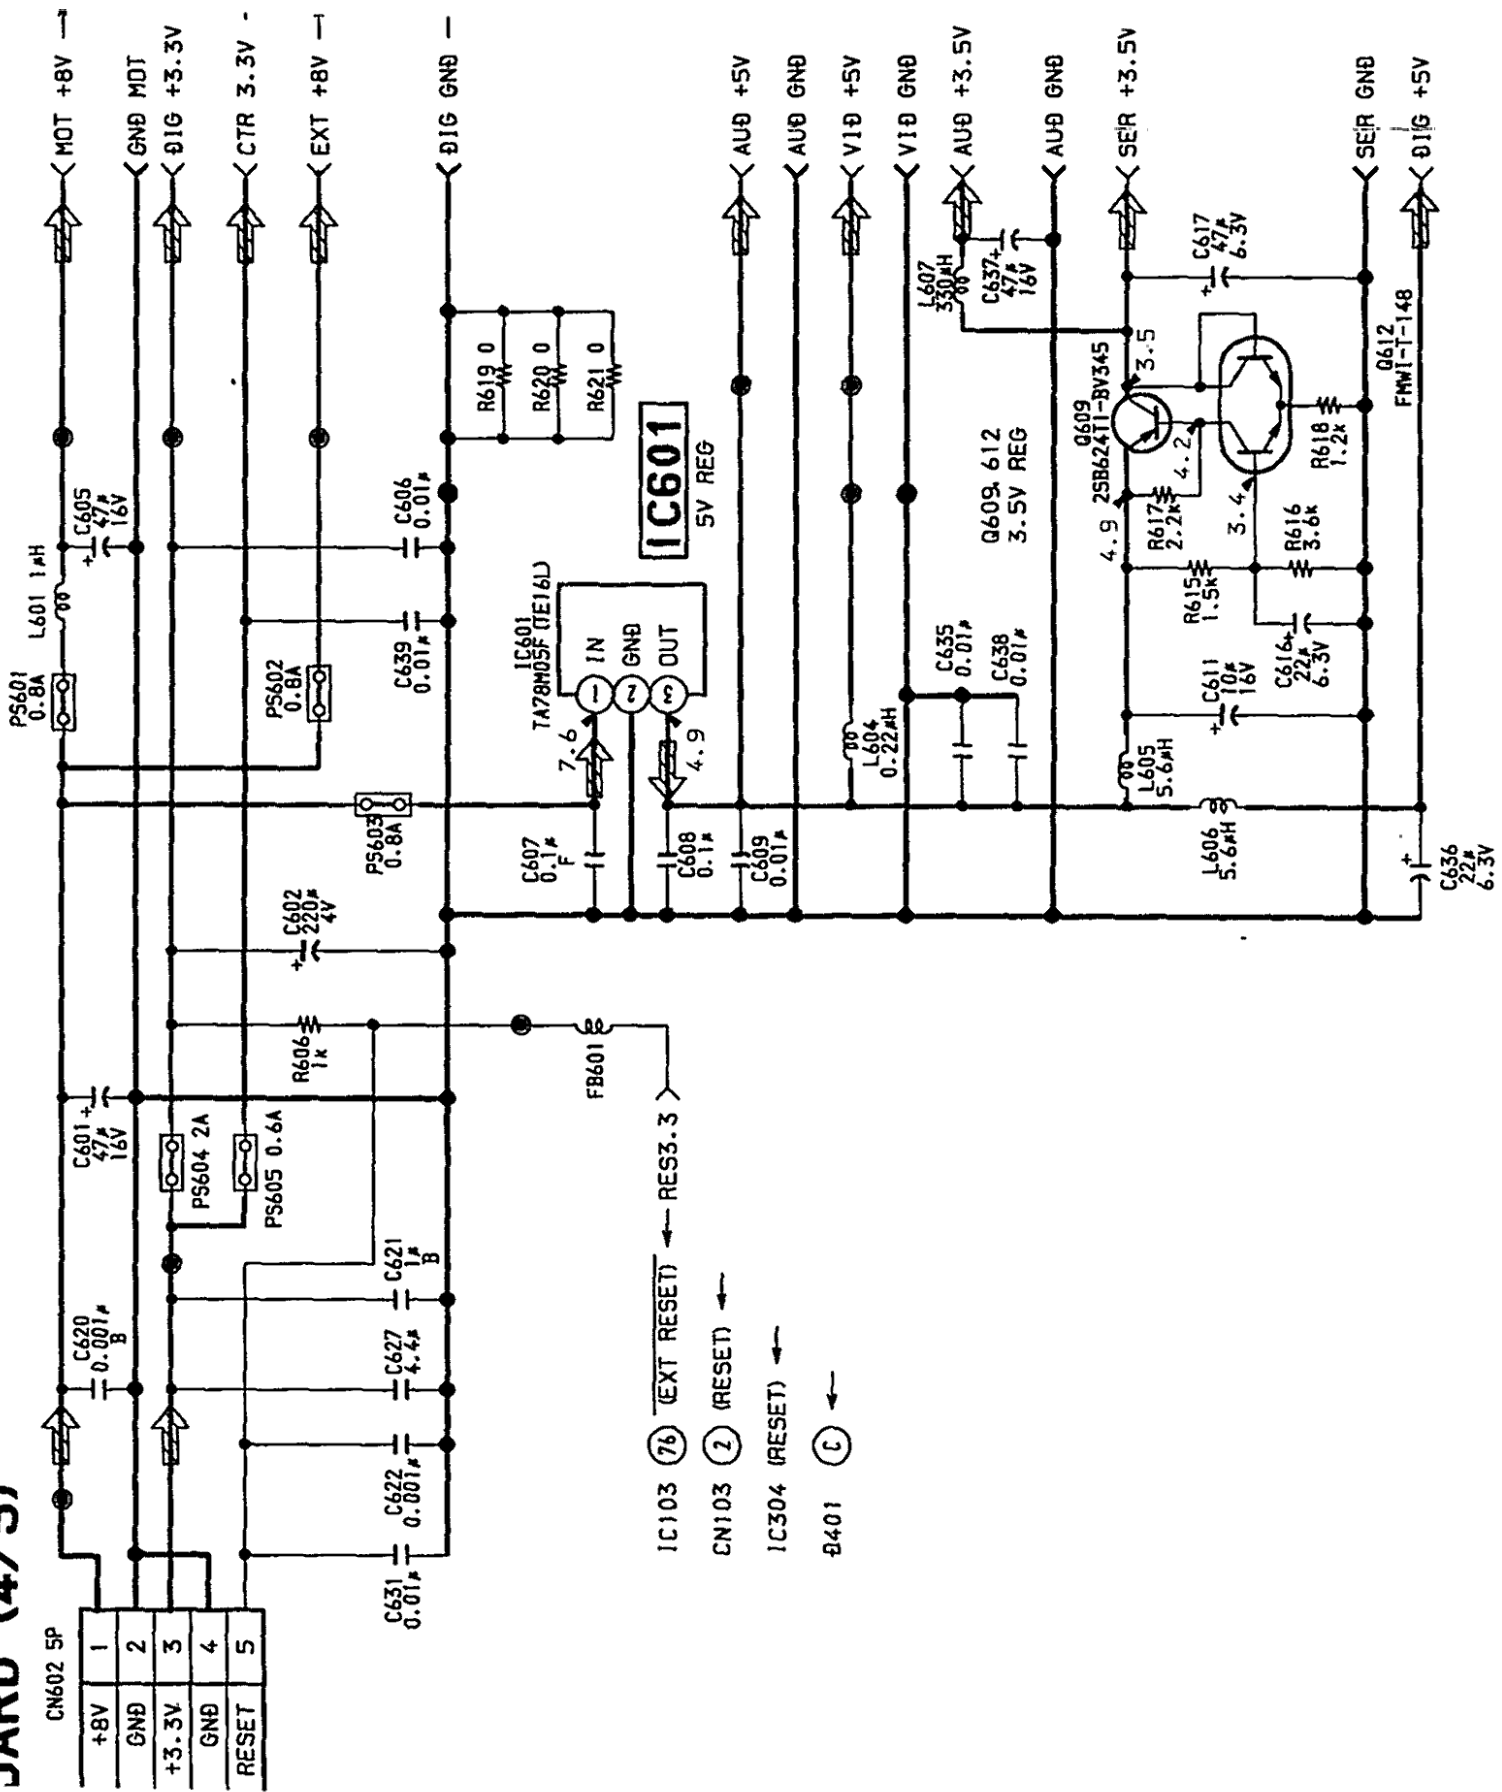 CN602 5P
+8V 1
GND 2
+3.3V 3
GND 4
RESET 5
C620
0.001µ
B
C601
47µ
16V
PS601
0.8A
L601 1µH
C605
47µ
16V
MOT +8V
GND MOT
DIG +3.3V
CTR 3.3V
EXT +8V
DIG GND
PS604 2A
PS605 0.6A
R606
1k
C602
220µ
4V
PS602
0.8A
PS603
0.8A
C631
0.01µ
C622
0.001µ
C627
4.4µ
C621
1µ
B
C639
0.01µ
C606
0.01µ
R619 0
R620 0
R621 0
FB601
IC103 76 (EXT RESET) ← RES3.3
CN103 2 (RESET) ←
IC304 (RESET) ←
D401 C ←
C607
0.1µ
F
7.6
IC601
TA78M05F(TE16L)
1 IN
2 GND
3 OUT
4.9
IC601
5V REG
C608
0.1µ
C609
0.01µ
AUD +5V
AUD GND
VID +5V
VID GND
AUD +3.5V
AUD GND
SER +3.5V
SER GND
DIG +5V
L604
0.22µH
C635
0.01µ
C638
0.01µ
Q609, 612
3.5V REG
L607
330µH
C637
47µ
16V
L605
5.6µH
L606
5.6µH
C611
10µ
16V
C616
22µ
6.3V
R615
1.5k
R616
3.6k
4.9
R617
2.2k
4.2
3.4
Q609
2SB624T1-BV345
3.5
R618
1.2k
C617
47µ
6.3V
Q612
FMW1-T-148
C636
22µ
6.3V